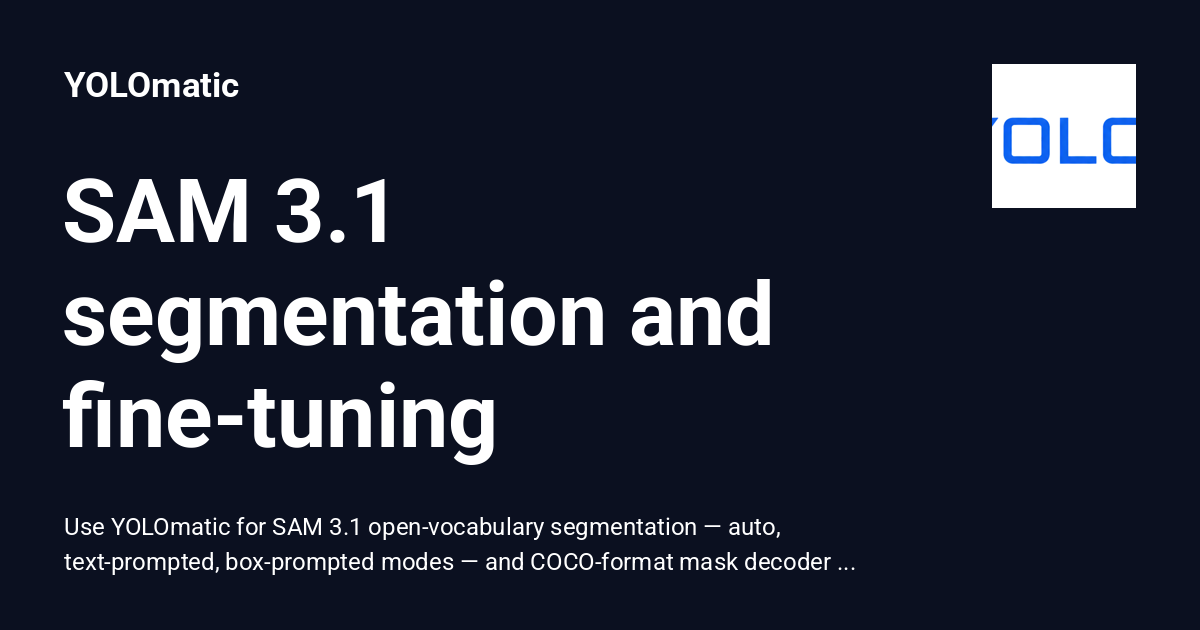 YOLOmatic
YOLO
SAM 3.1
segmentation and
fine-tuning
Use YOLOmatic for SAM 3.1 open-vocabulary segmentation — auto,
text-prompted, box-prompted modes — and COCO-format mask decoder ...